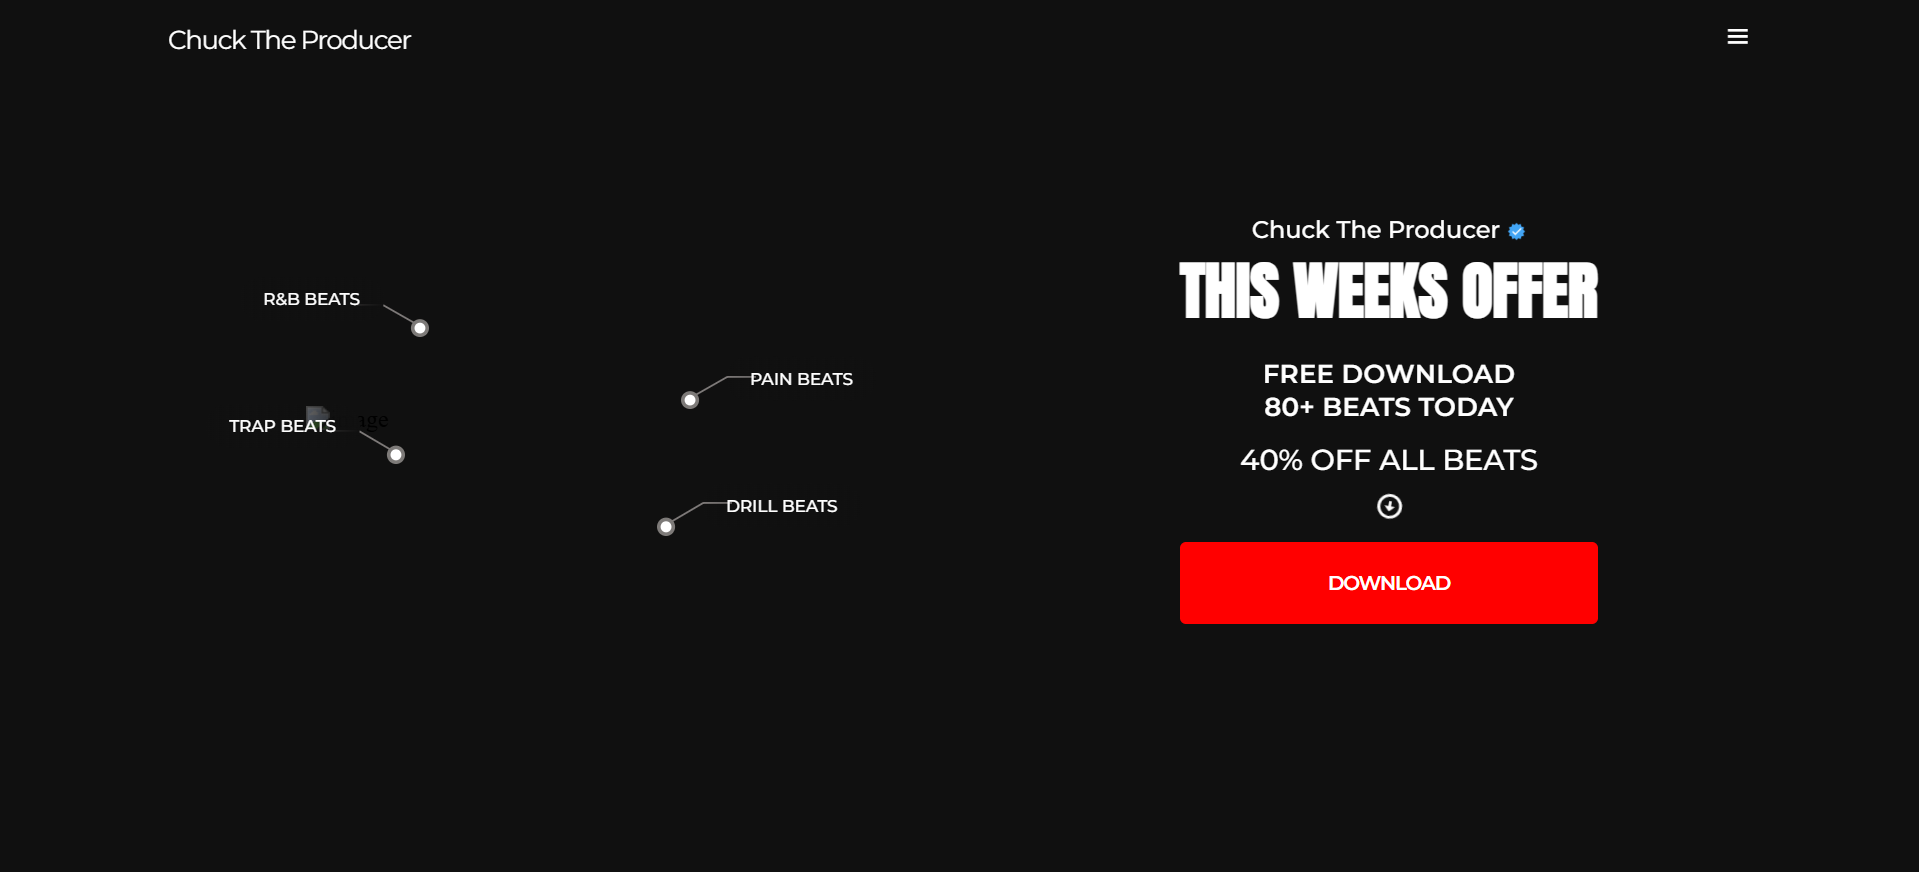 Chuck The Producer
R&B BEATS
PAIN BEATS
TRAP BEATS
DRILL BEATS
Chuck The Producer
THIS WEEKS OFFER
FREE DOWNLOAD
80+ BEATS TODAY
40% OFF ALL BEATS
DOWNLOAD